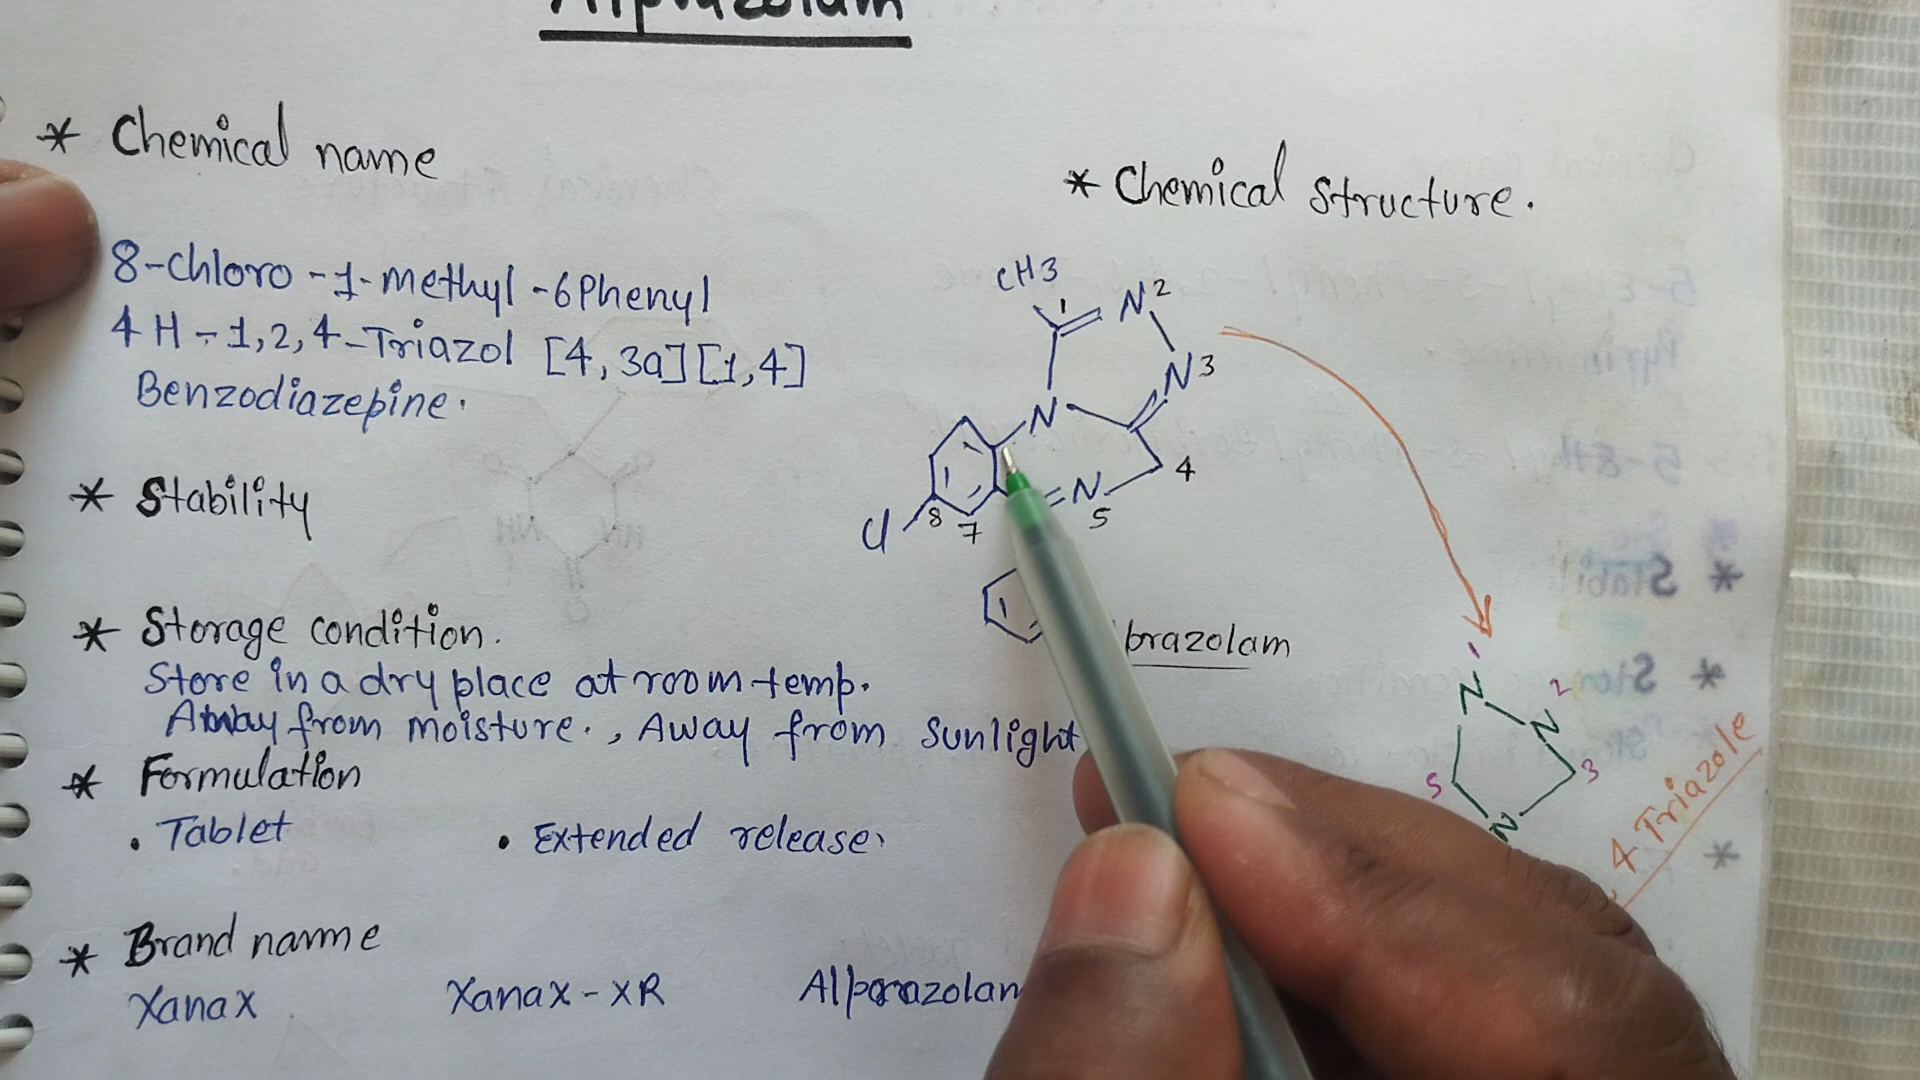 Alprazolam
* Chemical name
8-chloro-1-methyl-6Phenyl
4H-1,2,4-Triazol [4,3a][1,4]
Benzodiazepine.
* Stability
* Storage condition.
Store in a dry place at room temp.
Away from moisture., Away from sunlight
* Formulation
. Tablet
. Extended release.
* Brand name
Xanax
Xanax-XR
* Chemical structure.
CH3
1
N2
N3
N
4
N
5
Cl
8
7
brazolam
N
N 2
3
5
N
4 Triazole